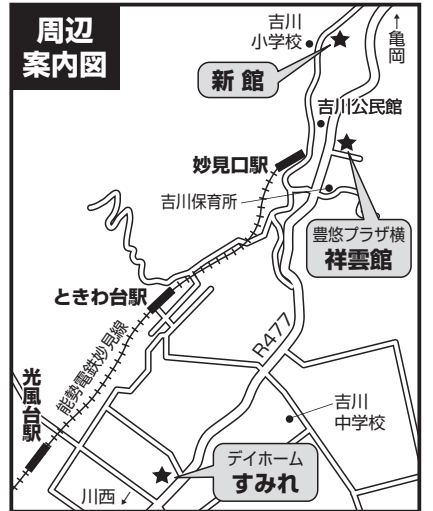 周辺
案内図
吉川
小学校
↑
亀岡
新館
吉川公民館
妙見口駅
吉川保育所
豊悠プラザ横
祥雲館
ときわ台駅
能勢電鉄妙見線
R477
光風台駅
吉川
中学校
デイホーム
すみれ
川西↙